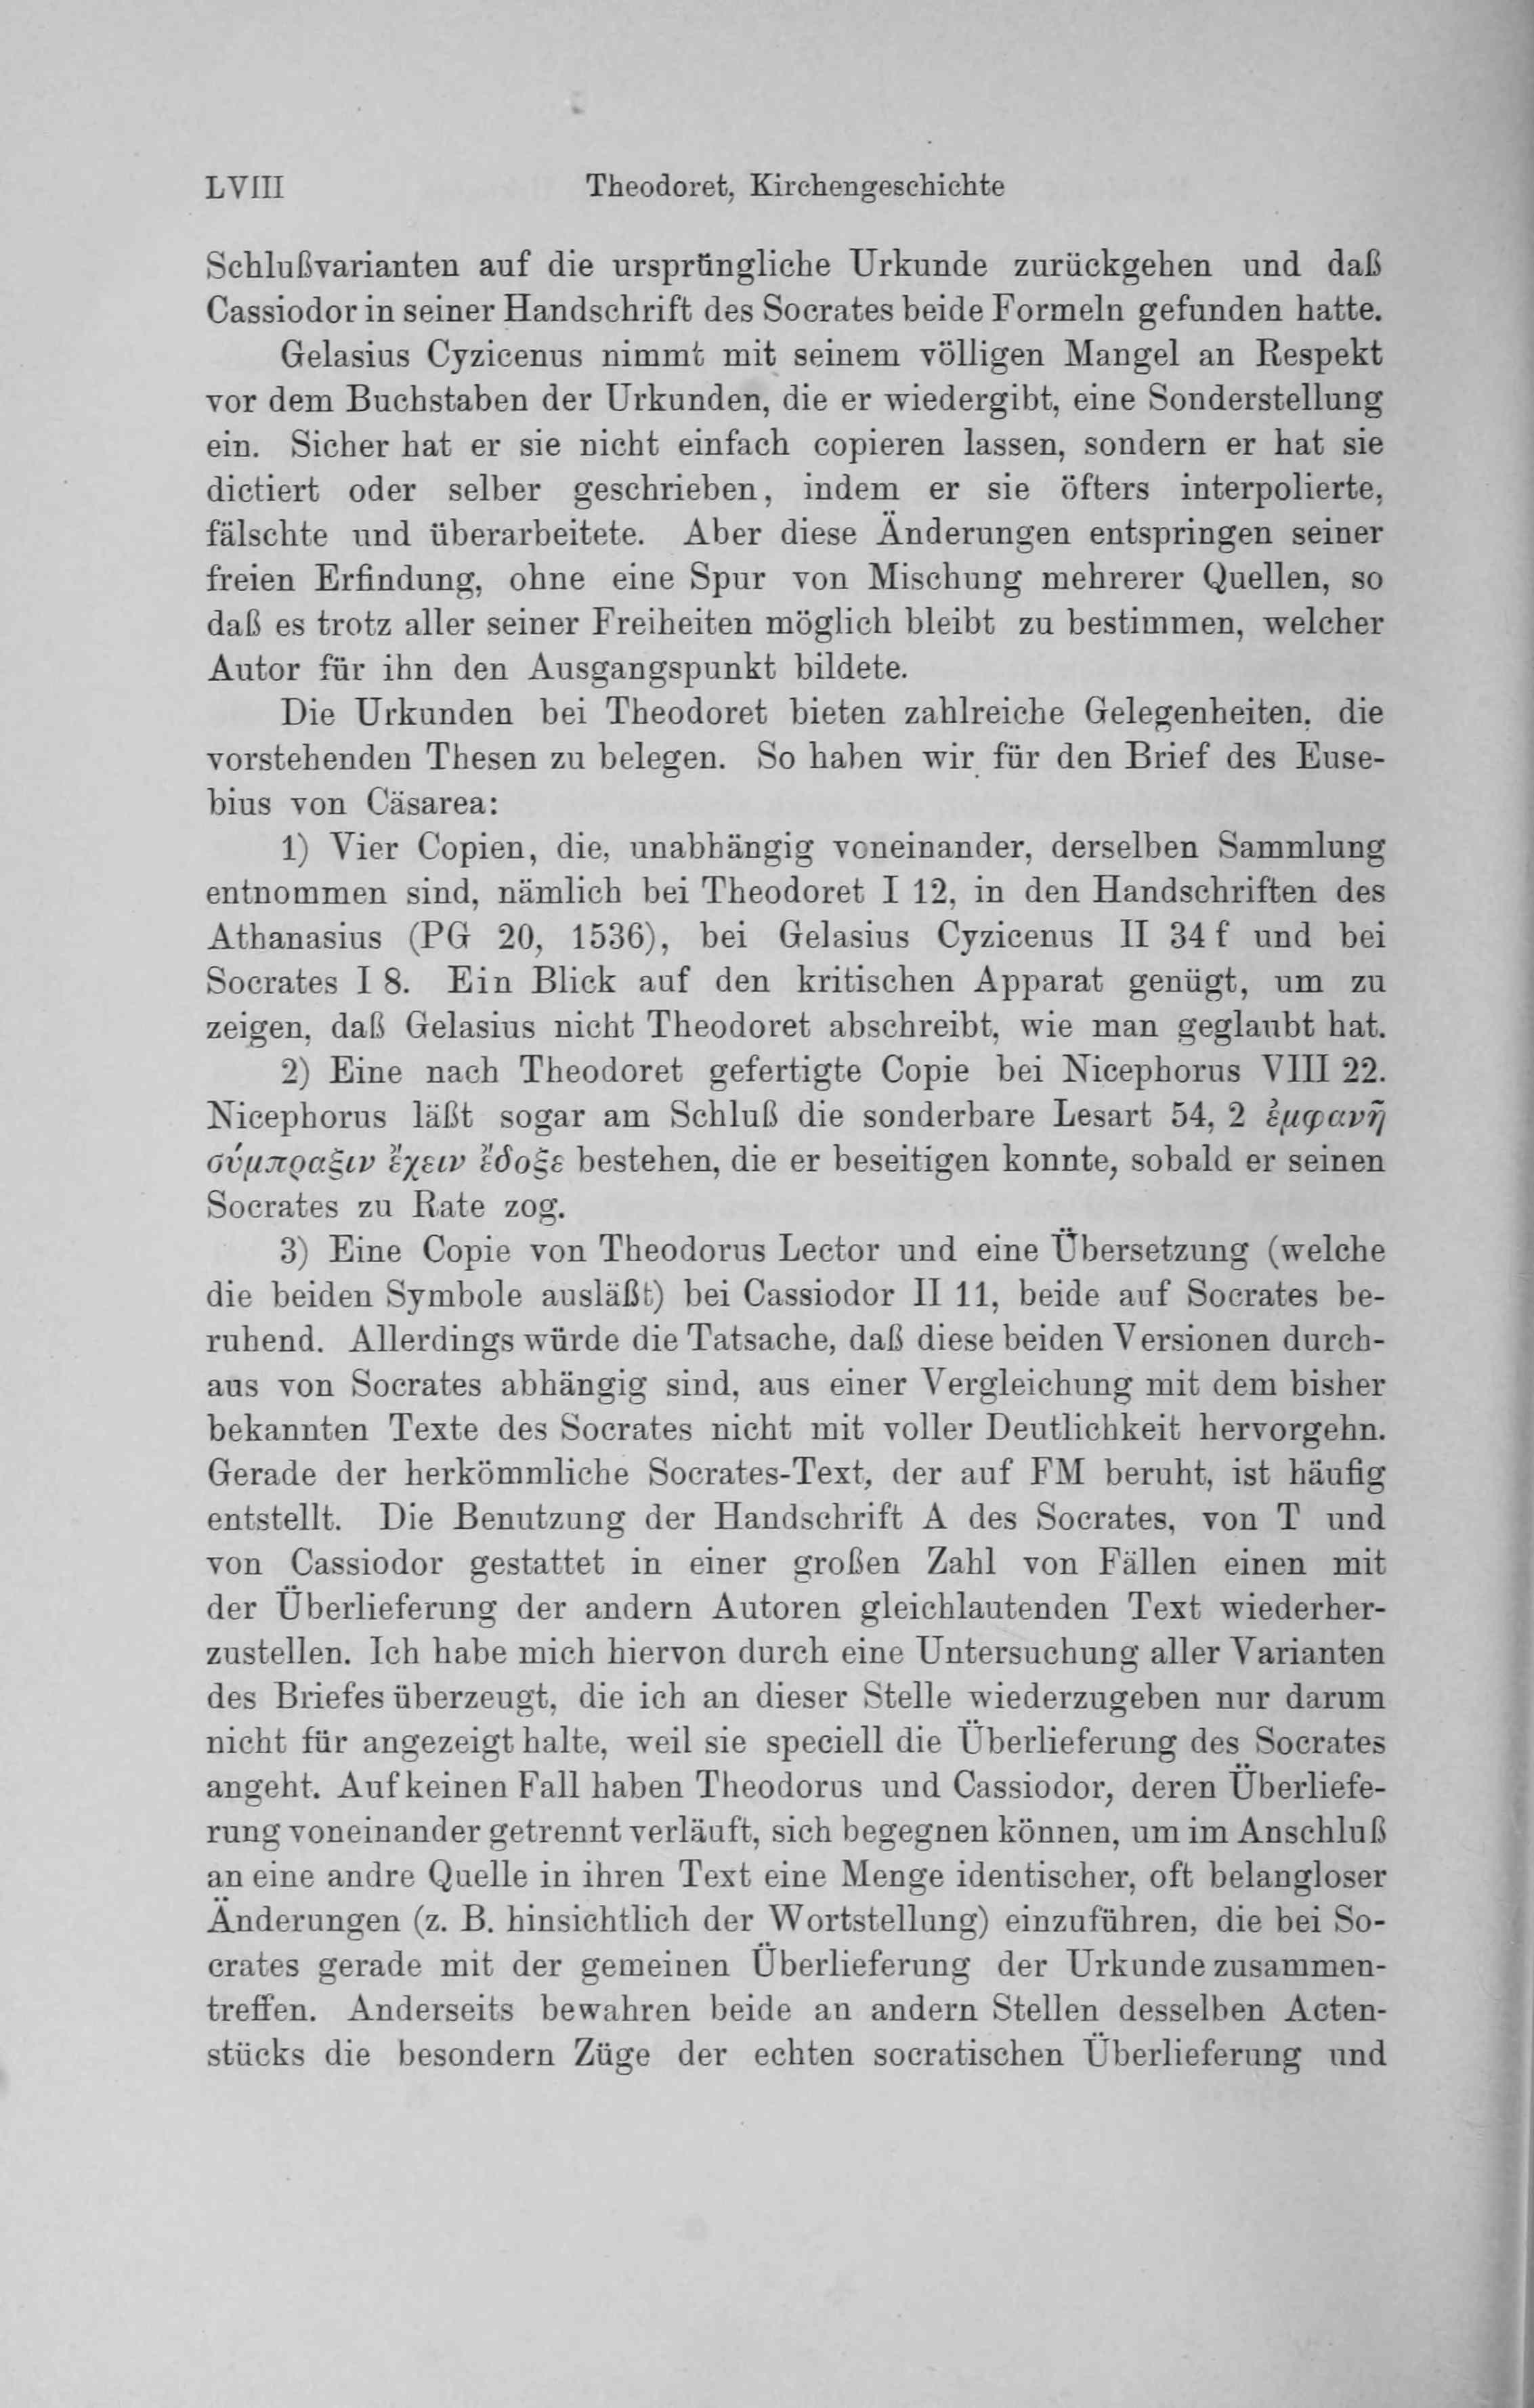 LVIII Theodoret, Kirchengeschichte
Schlußvarianten auf die ursprüngliche Urkunde zurückgehen und daß
Cassiodor in seiner Handschrift des Socrates beide Formeln gefunden hatte.
Gelasius Cyzicenus nimmt mit seinem völligen Mangel an Respekt
vor dem Buchstaben der Urkunden, die er wiedergibt, eine Sonderstellung
ein. Sicher hat er sie nicht einfach copieren lassen, sondern er hat sie
dictiert oder selber geschrieben, indem er sie öfters interpolierte,
fälschte und überarbeitete. Aber diese Änderungen entspringen seiner
freien Erfindung, ohne eine Spur von Mischung mehrerer Quellen, so
daß es trotz aller seiner Freiheiten möglich bleibt zu bestimmen, welcher
Autor für ihn den Ausgangspunkt bildete.
Die Urkunden bei Theodoret bieten zahlreiche Gelegenheiten, die
vorstehenden Thesen zu belegen. So haben wir für den Brief des Euse-
bius von Cäsarea:
1) Vier Copien, die, unabhängig voneinander, derselben Sammlung
entnommen sind, nämlich bei Theodoret I 12, in den Handschriften des
Athanasius (PG 20, 1536), bei Gelasius Cyzicenus II 34 f und bei
Socrates I 8. Ein Blick auf den kritischen Apparat genügt, um zu
zeigen, daß Gelasius nicht Theodoret abschreibt, wie man geglaubt hat.
2) Eine nach Theodoret gefertigte Copie bei Nicephorus VIII 22.
Nicephorus läßt sogar am Schluß die sonderbare Lesart 54, 2 ἐμφανῆ
σύμπραξιν ἔχειν ἔδοξε bestehen, die er beseitigen konnte, sobald er seinen
Socrates zu Rate zog.
3) Eine Copie von Theodorus Lector und eine Übersetzung (welche
die beiden Symbole ausläßt) bei Cassiodor II 11, beide auf Socrates be-
ruhend. Allerdings würde die Tatsache, daß diese beiden Versionen durch-
aus von Socrates abhängig sind, aus einer Vergleichung mit dem bisher
bekannten Texte des Socrates nicht mit voller Deutlichkeit hervorgehn.
Gerade der herkömmliche Socrates-Text, der auf FM beruht, ist häufig
entstellt. Die Benutzung der Handschrift A des Socrates, von T und
von Cassiodor gestattet in einer großen Zahl von Fällen einen mit
der Überlieferung der andern Autoren gleichlautenden Text wiederher-
zustellen. Ich habe mich hiervon durch eine Untersuchung aller Varianten
des Briefes überzeugt, die ich an dieser Stelle wiederzugeben nur darum
nicht für angezeigt halte, weil sie speciell die Überlieferung des Socrates
angeht. Auf keinen Fall haben Theodorus und Cassiodor, deren Überliefe-
rung voneinander getrennt verläuft, sich begegnen können, um im Anschluß
an eine andre Quelle in ihren Text eine Menge identischer, oft belangloser
Änderungen (z. B. hinsichtlich der Wortstellung) einzuführen, die bei So-
crates gerade mit der gemeinen Überlieferung der Urkunde zusammen-
treffen. Anderseits bewahren beide an andern Stellen desselben Acten-
stücks die besondern Züge der echten socratischen Überlieferung und